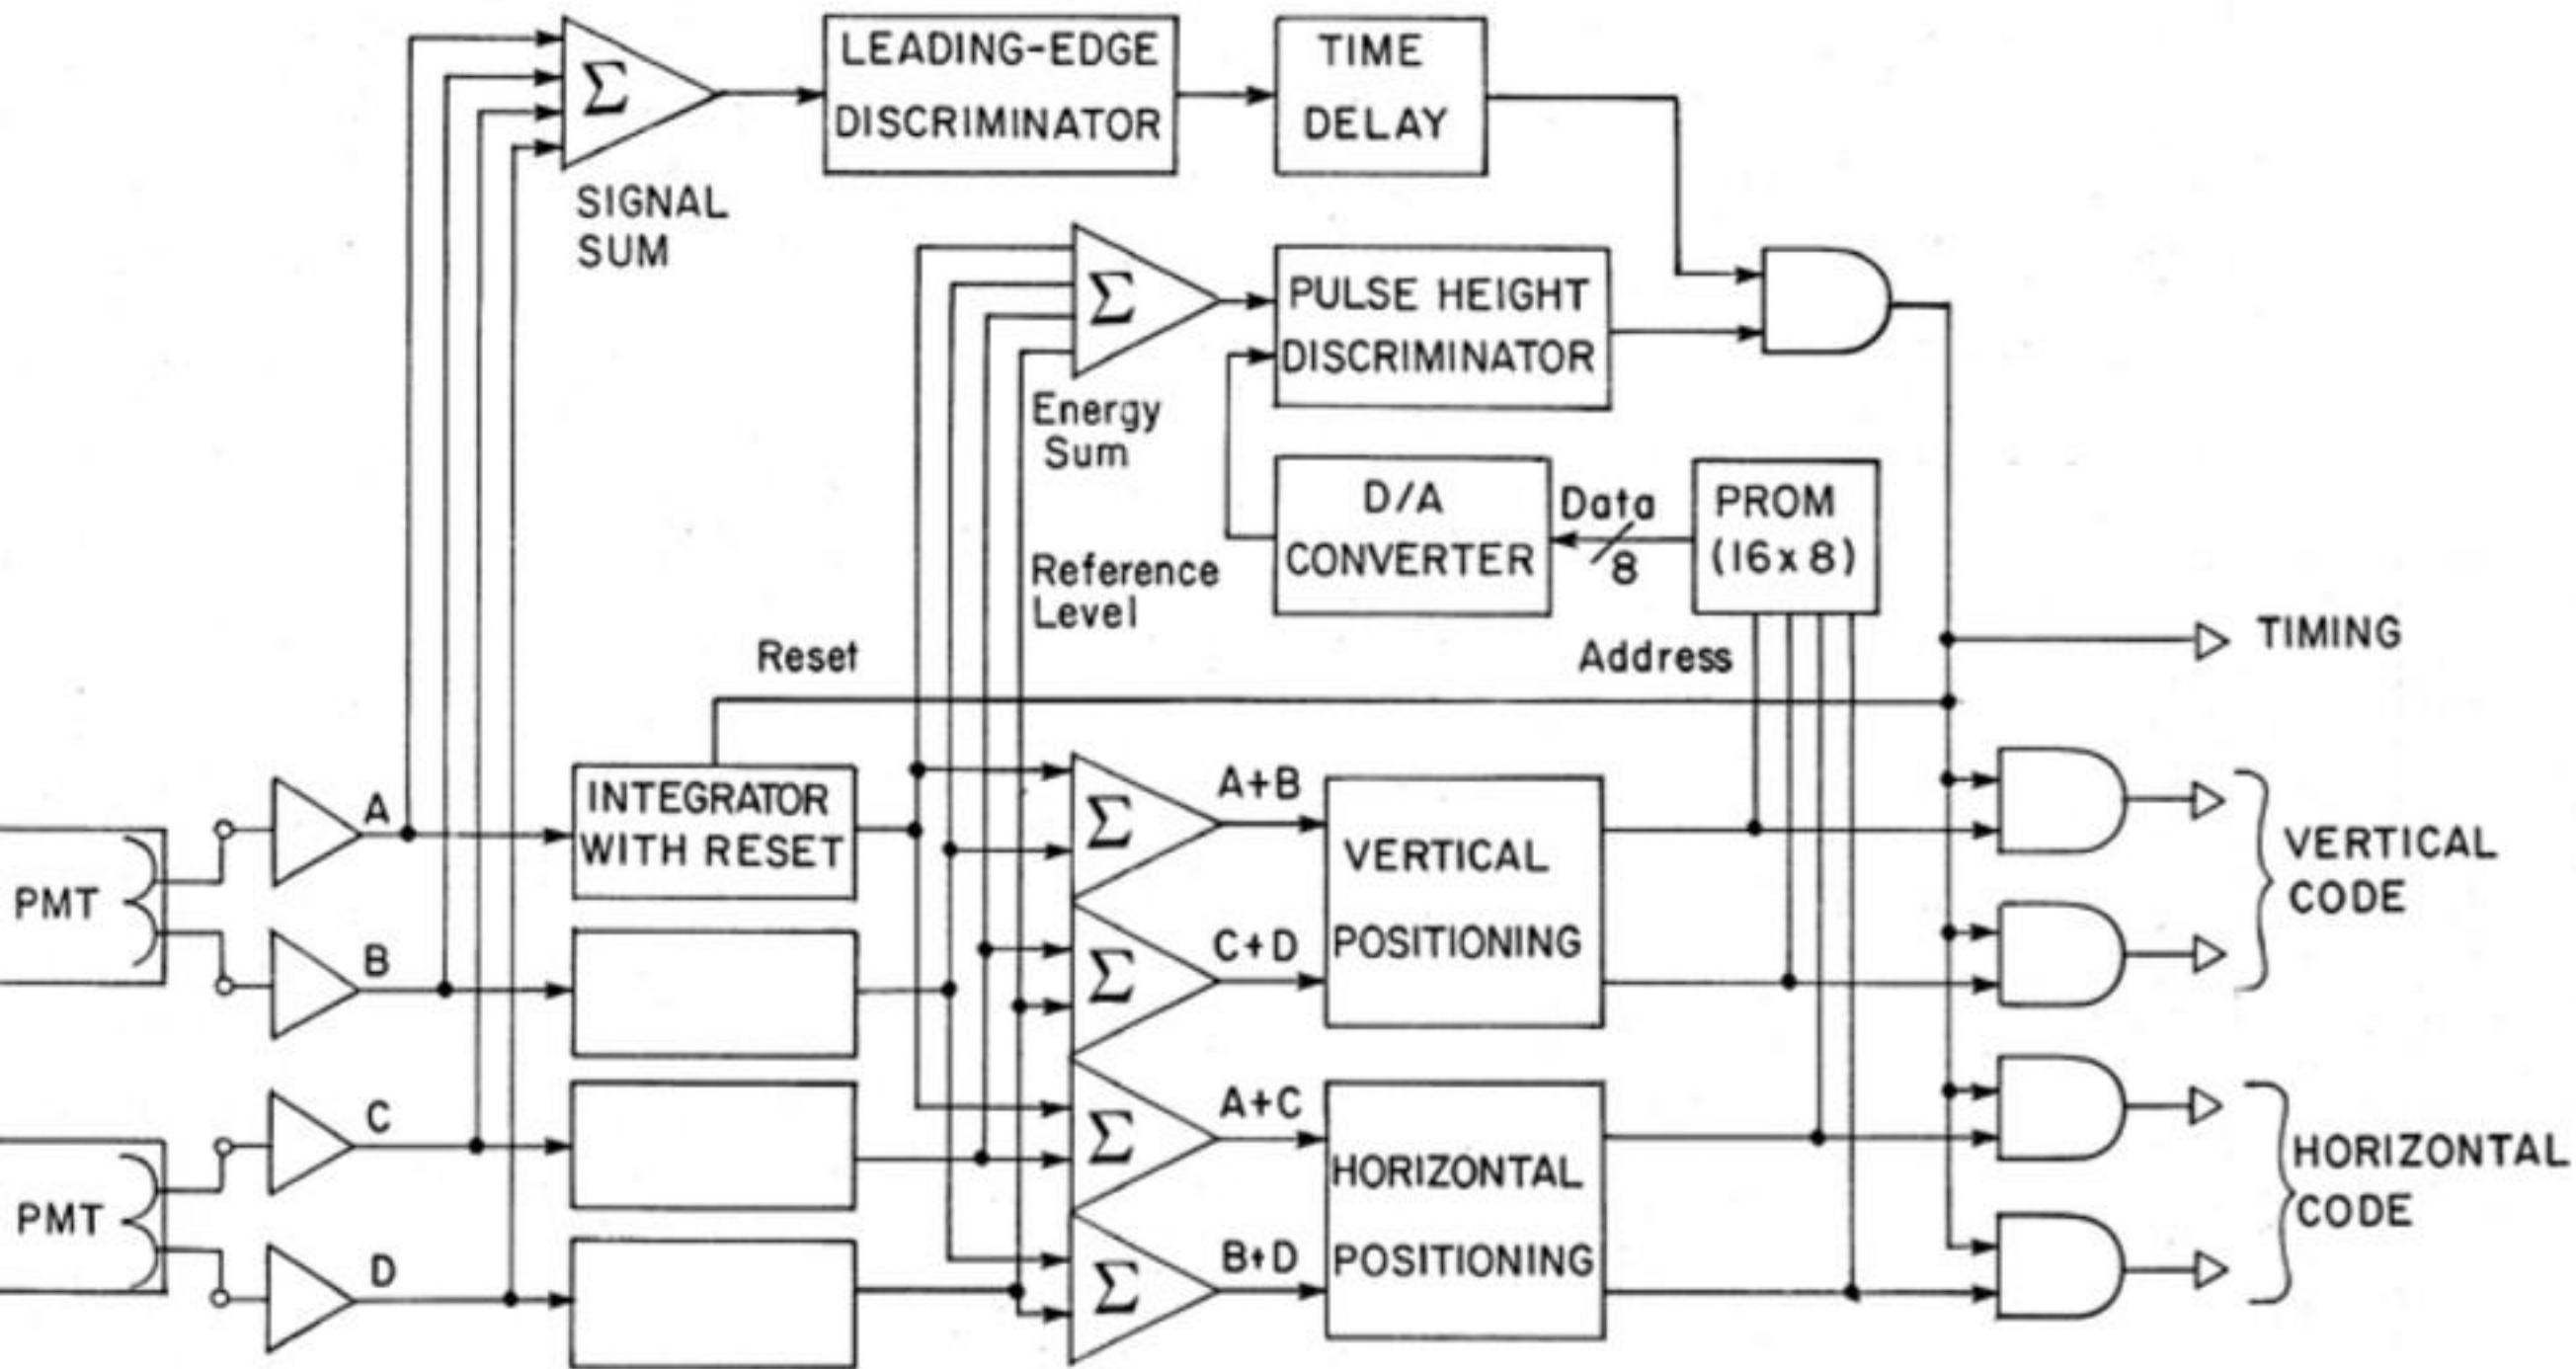 LEADING-EDGE
DISCRIMINATOR
TIME
DELAY
Σ
SIGNAL
SUM
Σ
PULSE HEIGHT
DISCRIMINATOR
Energy
Sum
D/A
CONVERTER
Data
8
PROM
(16x8)
Reference
Level
TIMING
Reset
Address
A
INTEGRATOR
WITH RESET
Σ
A+B
VERTICAL
POSITIONING
VERTICAL
CODE
PMT
B
Σ
C+D
C
Σ
A+C
HORIZONTAL
POSITIONING
HORIZONTAL
CODE
PMT
D
Σ
B+D